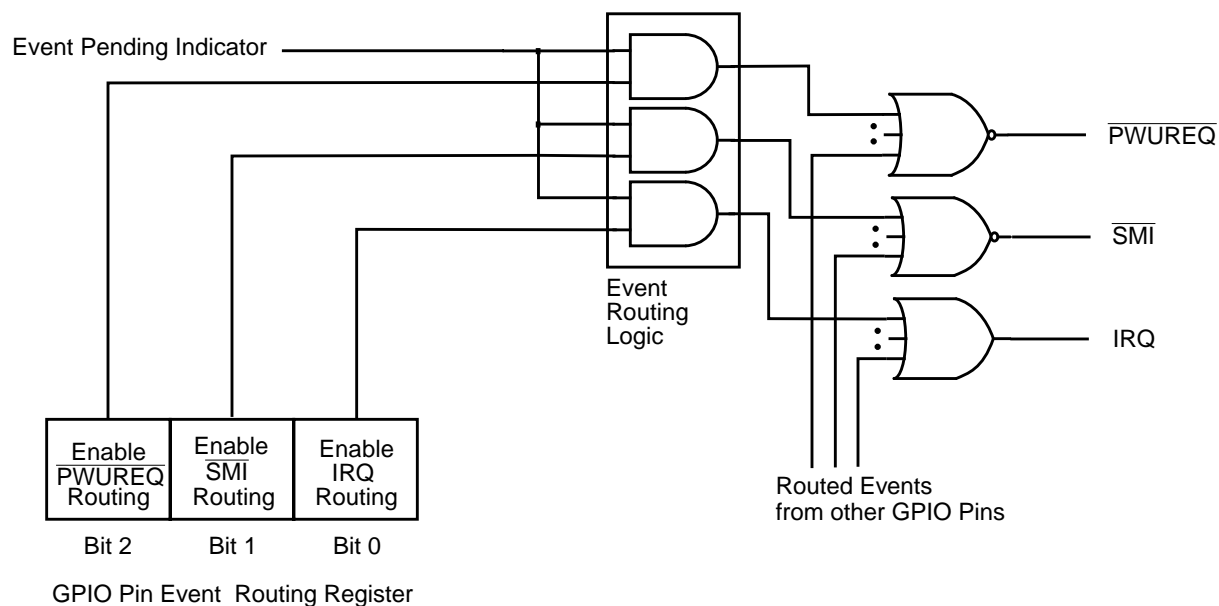 Event Pending Indicator
PWUREQ
SMI
IRQ
Event
Routing
Logic
Enable
PWUREQ
Routing
Enable
SMI
Routing
Enable
IRQ
Routing
Routed Events
from other GPIO Pins
Bit 2
Bit 1
Bit 0
GPIO Pin Event Routing Register